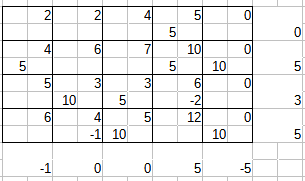 2 2 4 5 0
5 0
4 6 7 10 0
5 5 10 5
5 3 3 6 0
10 5 -2 3
6 4 5 12 0
-1 10 10 5
-1 0 0 5 -5